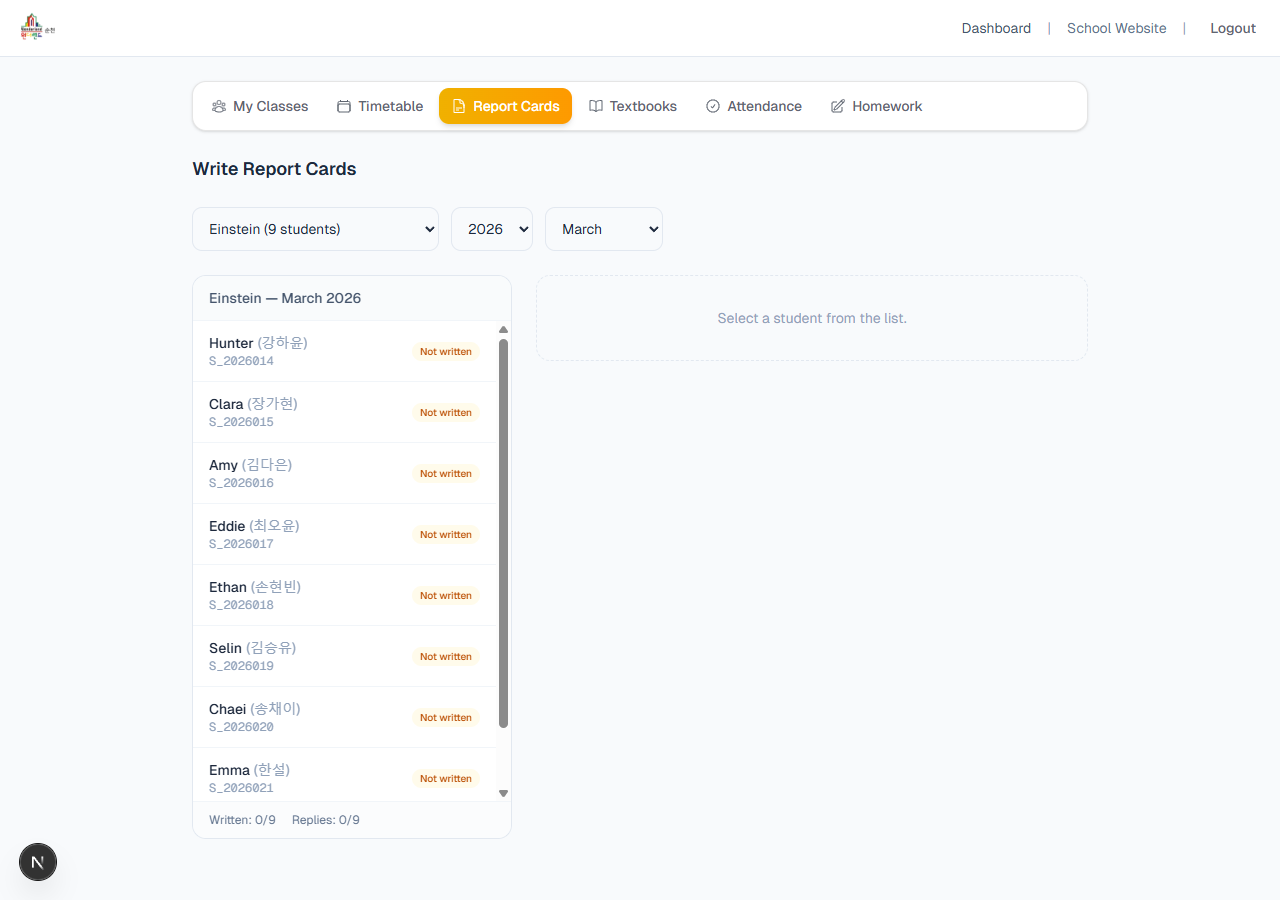 순천
Dashboard | School Website | Logout
My Classes Timetable Report Cards Textbooks Attendance Homework
Write Report Cards
Einstein (9 students) 2026 March
Einstein — March 2026
Select a student from the list.
Hunter (강하윤)
S_2026014
Not written
Clara (장가현)
S_2026015
Not written
Amy (김다은)
S_2026016
Not written
Eddie (최오윤)
S_2026017
Not written
Ethan (손현빈)
S_2026018
Not written
Selin (김승유)
S_2026019
Not written
Chaei (송채이)
S_2026020
Not written
Emma (한설)
S_2026021
Not written
Written: 0/9 Replies: 0/9
N